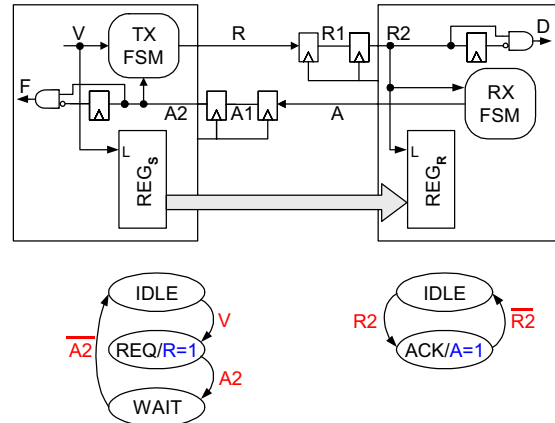 V
TX
FSM
R
R1
R2
D
F
A2
A1
A
RX
FSM
L
REGS
L
REGR
IDLE
V
REQ/R=1
A2
A2
WAIT
IDLE
R2
R2
ACK/A=1